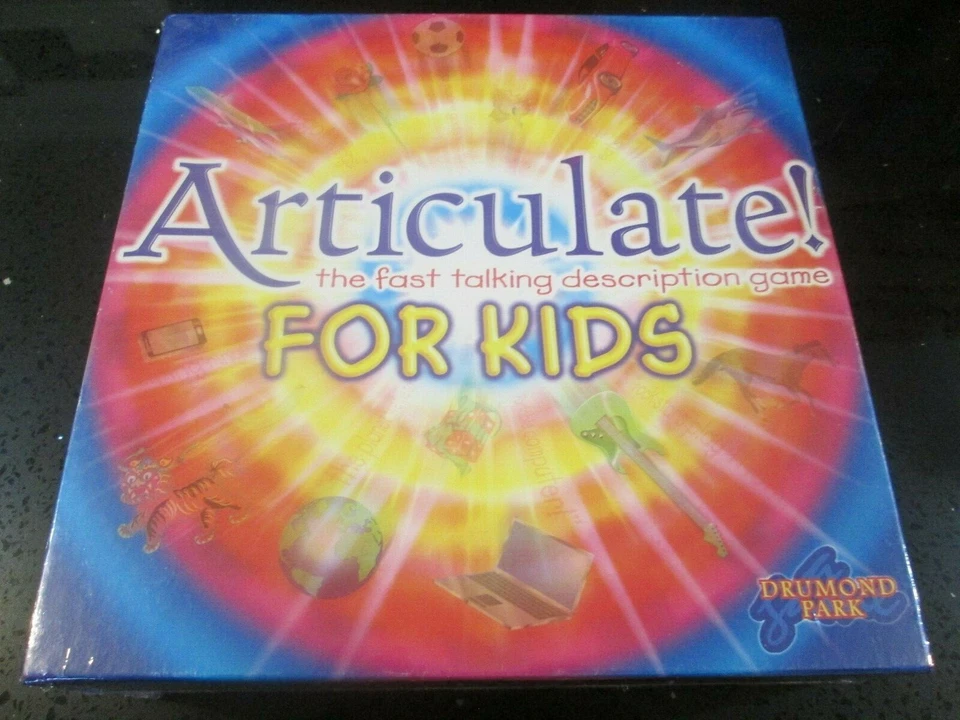 Articulate!
the fast talking description game
FOR KIDS
DRUMOND
PARK